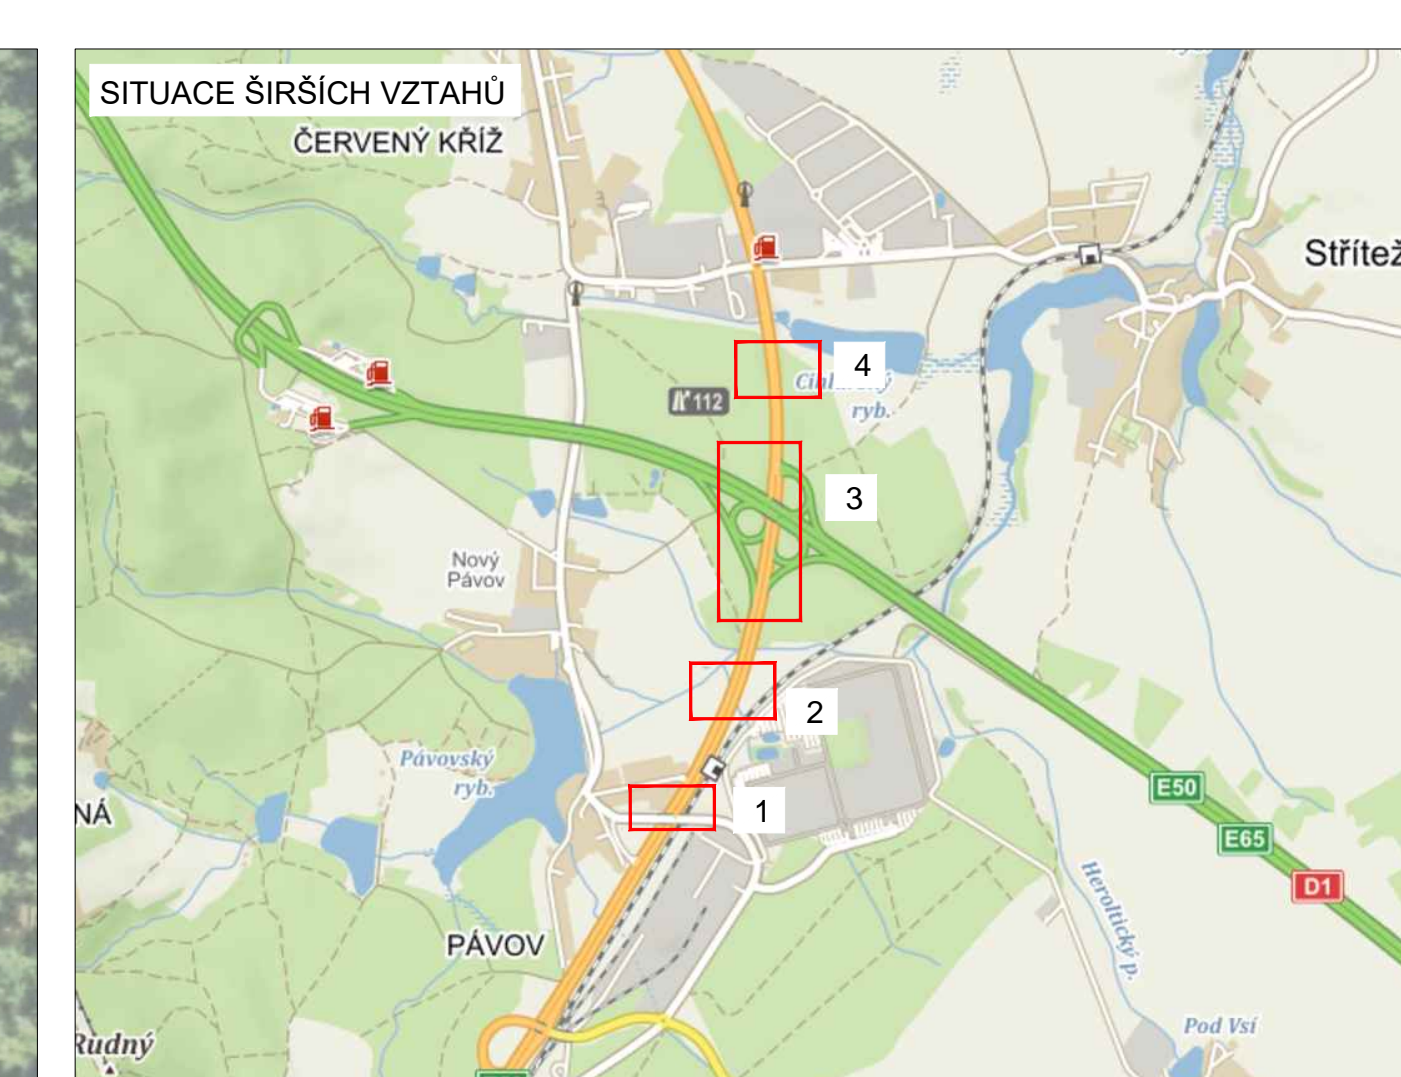 SITUACE ŠIRŠÍCH VZTAHŮ
ČERVENÝ KŘÍŽ
Střítež
4
ryb.
112
3
Nový
Pávov
2
Pávovský
ryb.
E50
1
NÁ
E65
D1
Heroltický p.
PÁVOV
Pod Vsí
Rudný